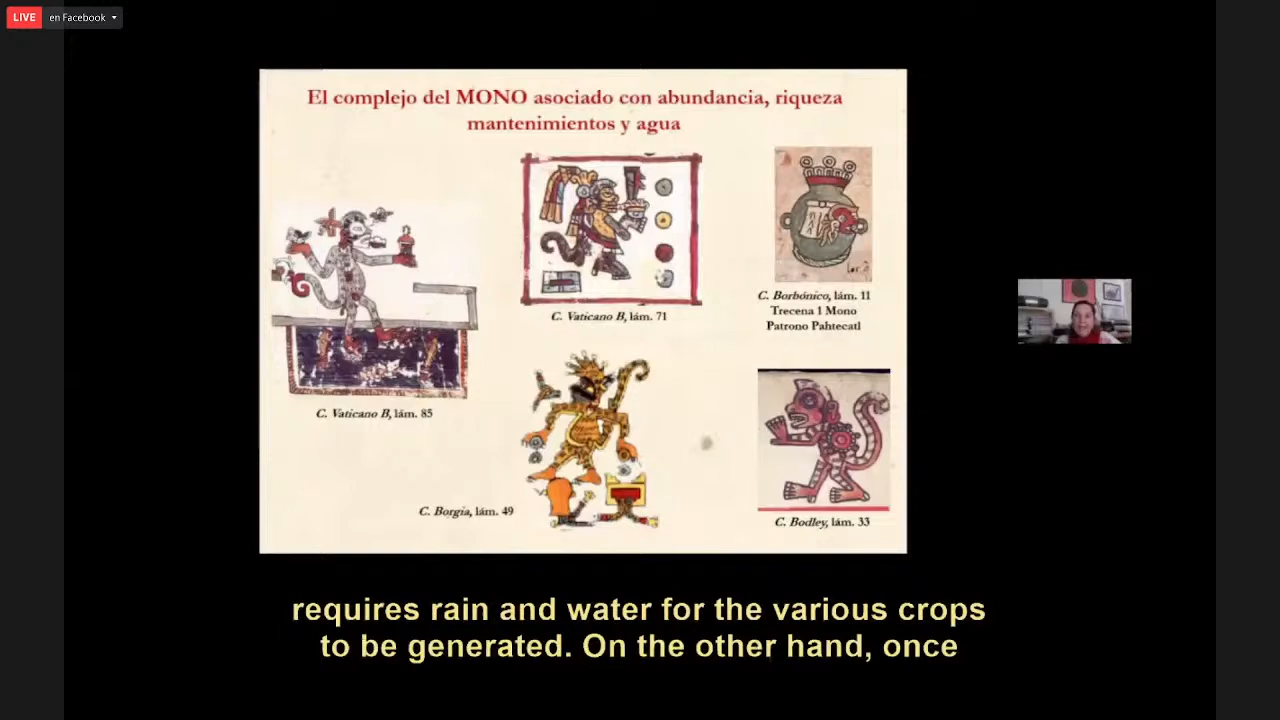 LIVE en Facebook
El complejo del MONO asociado con abundancia, riqueza
mantenimientos y agua
C. Vaticano B, lám. 85
C. Vaticano B, lám. 71
C. Borbónico, lám. 11
Trecena 1 Mono
Patrono Pahtecatl
C. Borgia, lám. 49
C. Bodley, lám. 33
requires rain and water for the various crops
to be generated. On the other hand, once